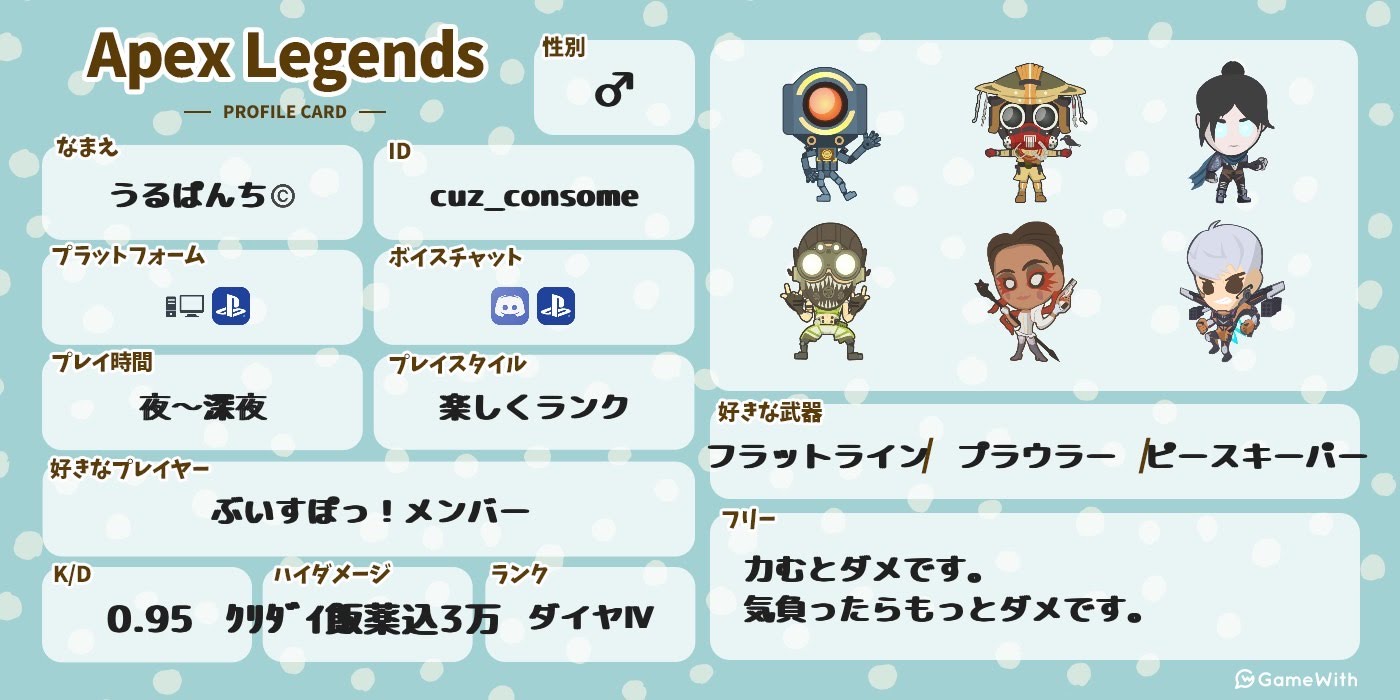 Apex Legends
PROFILE CARD
性別
♂
なまえ
うるぱんち©
ID
cuz_consome
プラットフォーム
ボイスチャット
プレイ時間
夜〜深夜
プレイスタイル
楽しくランク
好きなプレイヤー
ぶいすぽっ！メンバー
K/D
0.95
ハイダメージ
ｸﾘﾀﾞｲ飯薬込3万
ランク
ダイヤⅣ
好きな武器
フラットライン/ プラウラー /ピースキーパー
フリー
力むとダメです。
気負ったらもっとダメです。
GameWith